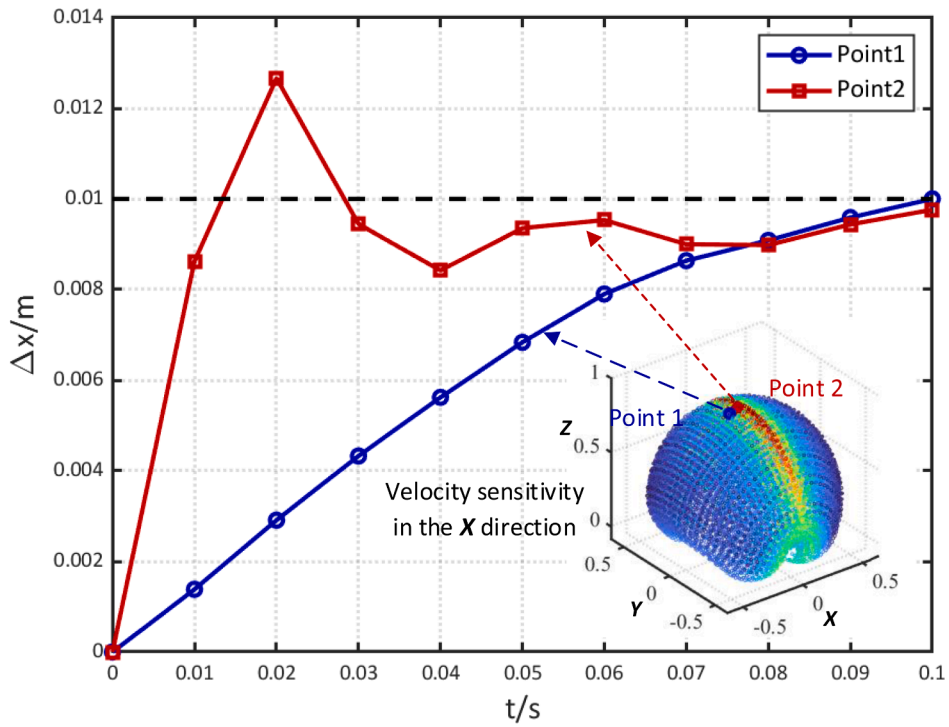 0.014
0.012
0.01
0.008
0.006
0.004
0.002
0
Δx/m
Point1
Point2
Point 2
Point 1
1
Z
0.5
0
Velocity sensitivity
in the X direction
0.5
0
-0.5
Y
-0.5
0
0.5
X
0
0.01
0.02
0.03
0.04
0.05
0.06
0.07
0.08
0.09
0.1
t/s